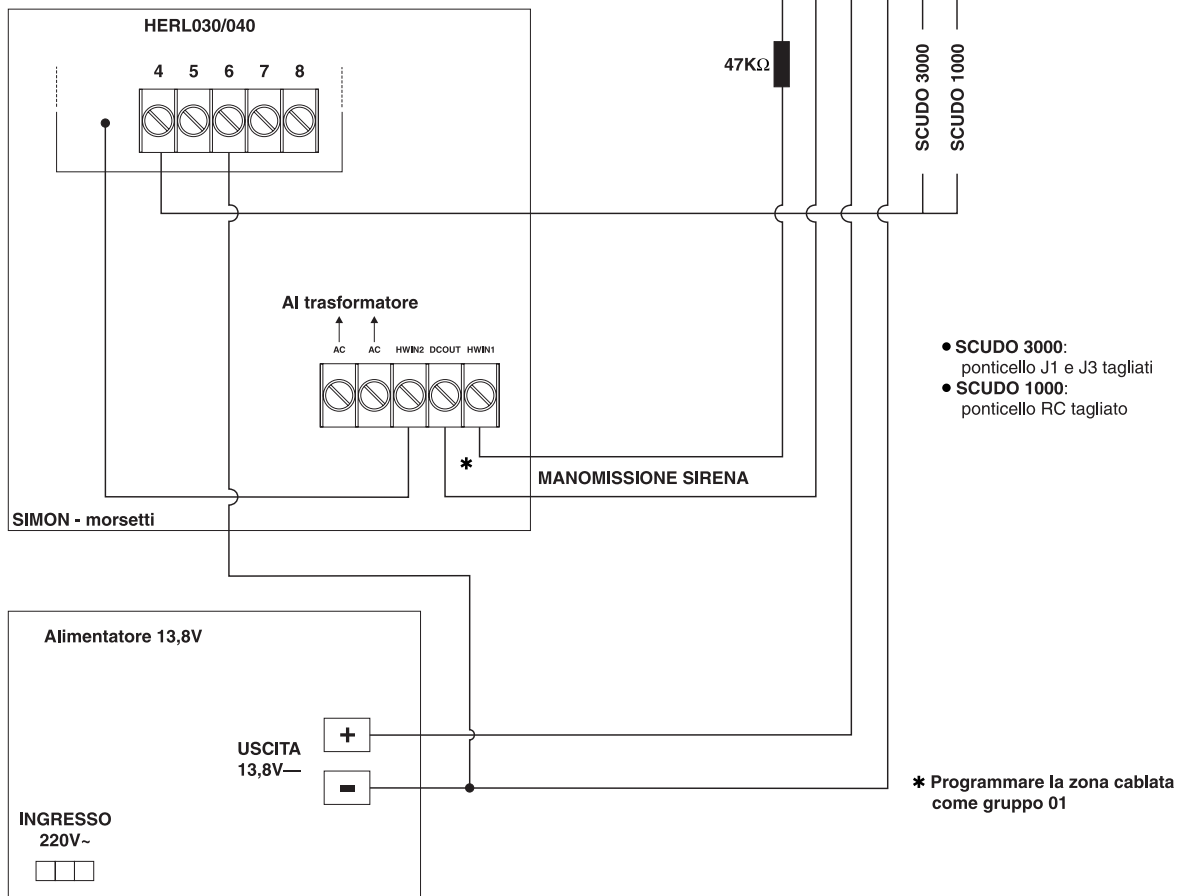 HERL030/040
4 5 6 7 8
47KΩ
SCUDO 3000
SCUDO 1000
Al trasformatore
AC AC HWIN2 DCOUT HWIN1
● SCUDO 3000:
ponticello J1 e J3 tagliati
● SCUDO 1000:
ponticello RC tagliato
*
MANOMISSIONE SIRENA
SIMON - morsetti
Alimentatore 13,8V
+
USCITA
13,8V—
-
* Programmare la zona cablata
come gruppo 01
INGRESSO
220V~